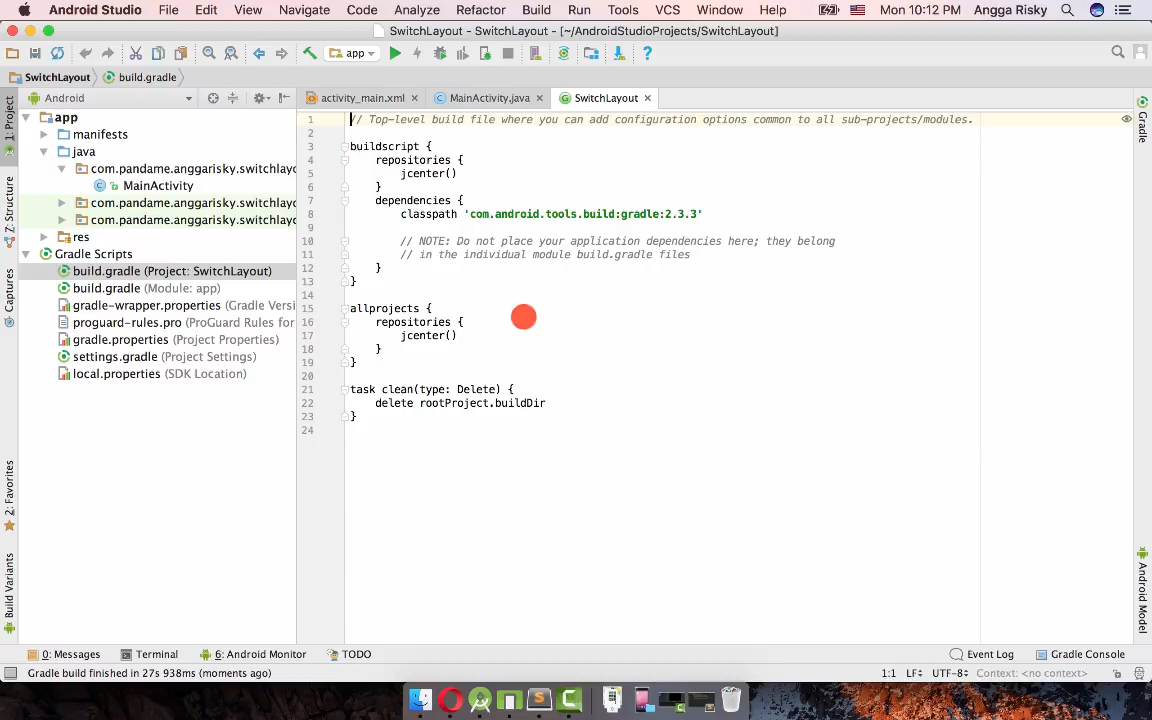 Android Studio File Edit View Navigate Code Analyze Refactor Build Run Tools VCS Window Help Mon 10:12 PM Angga Risky
SwitchLayout - SwitchLayout - [~/AndroidStudioProjects/SwitchLayout]
app
SwitchLayout build.gradle
1: Project
Z: Structure
Captures
2: Favorites
Build Variants
Android
app
manifests
java
com.pandame.anggarisky.switchlayo
MainActivity
com.pandame.anggarisky.switchlayo
com.pandame.anggarisky.switchlayo
res
Gradle Scripts
build.gradle (Project: SwitchLayout)
build.gradle (Module: app)
gradle-wrapper.properties (Gradle Versi
proguard-rules.pro (ProGuard Rules for
gradle.properties (Project Properties)
settings.gradle (Project Settings)
local.properties (SDK Location)
activity_main.xml MainActivity.java SwitchLayout
1 // Top-level build file where you can add configuration options common to all sub-projects/modules.
2
3 buildscript {
4 repositories {
5 jcenter()
6 }
7 dependencies {
8 classpath 'com.android.tools.build:gradle:2.3.3'
9
10 // NOTE: Do not place your application dependencies here; they belong
11 // in the individual module build.gradle files
12 }
13 }
14
15 allprojects {
16 repositories {
17 jcenter()
18 }
19 }
20
21 task clean(type: Delete) {
22 delete rootProject.buildDir
23 }
24
Gradle
Android Model
0: Messages Terminal 6: Android Monitor TODO Event Log Gradle Console
Gradle build finished in 27s 938ms (moments ago) 1:1 LF UTF-8 Context: <no context>